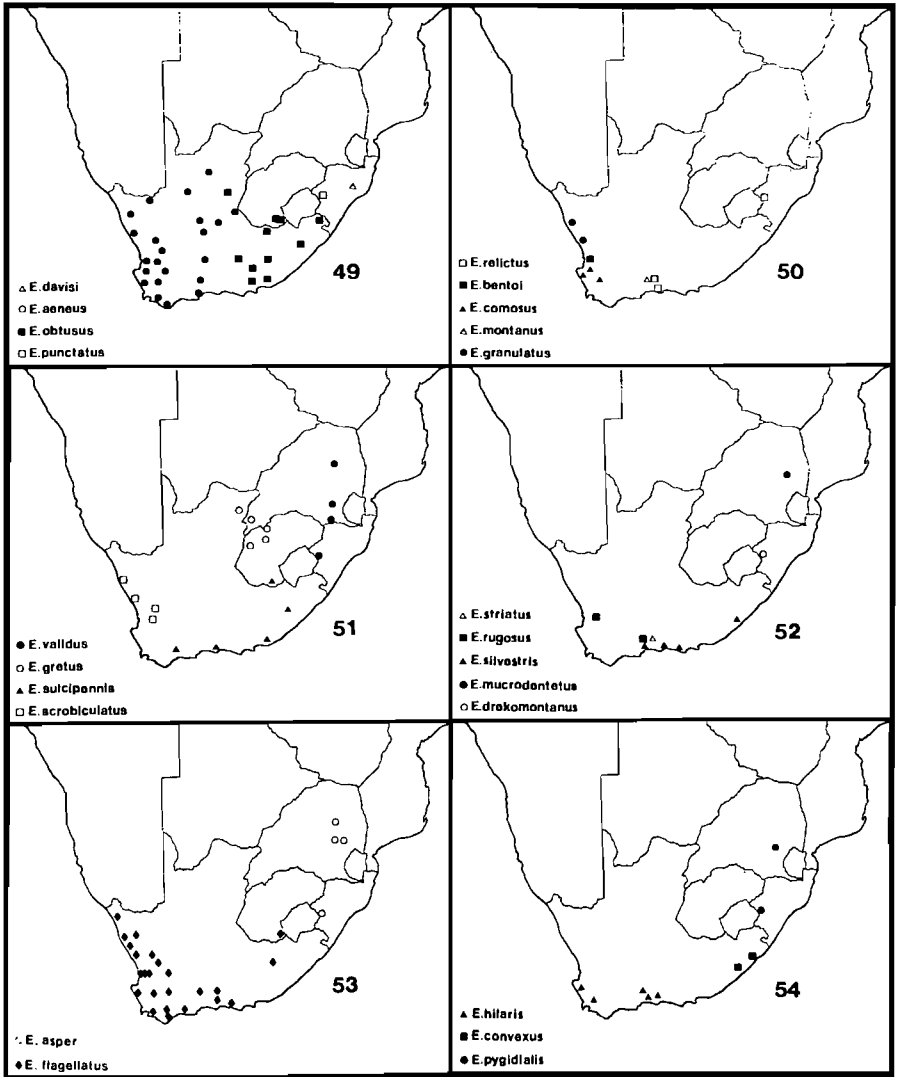 49
E. davisi
E. aeneus
E. obtusus
E. punctatus
50
E. relictus
E. bentoi
E. comosus
E. montanus
E. granulatus
51
E. validus
E. gretus
E. sulcipennis
E. scrobiculatus
52
E. striatus
E. rugosus
E. silvestris
E. mucrodentetus
E. drakomontanus
53
E. asper
E. flagellatus
54
E. hilaris
E. convexus
E. pygidialis